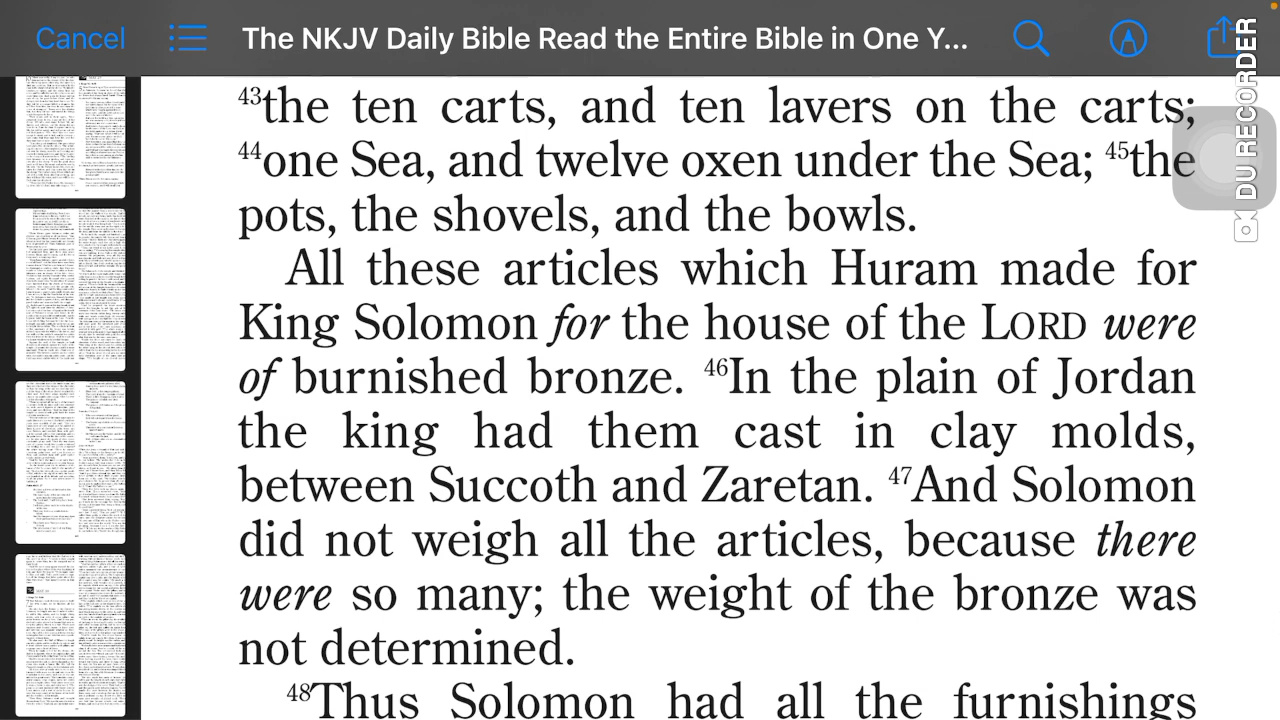 Cancel
The NKJV Daily Bible Read the Entire Bible in One Y...
43the ten carts, and ten lavers on the carts;
44one Sea, and twelve oxen under the Sea; 45the
pots, the shovels, and the bowls.
All these articles which Huram made for
King Solomon for the house of the LORD were
of burnished bronze. 46In the plain of Jordan
the king had them cast in clay molds,
between Succoth and Zaretan. 47And Solomon
did not weigh all the articles, because there
were so many; the weight of the bronze was
not determined.
48Thus Solomon had all the furnishings
DU RECORDER